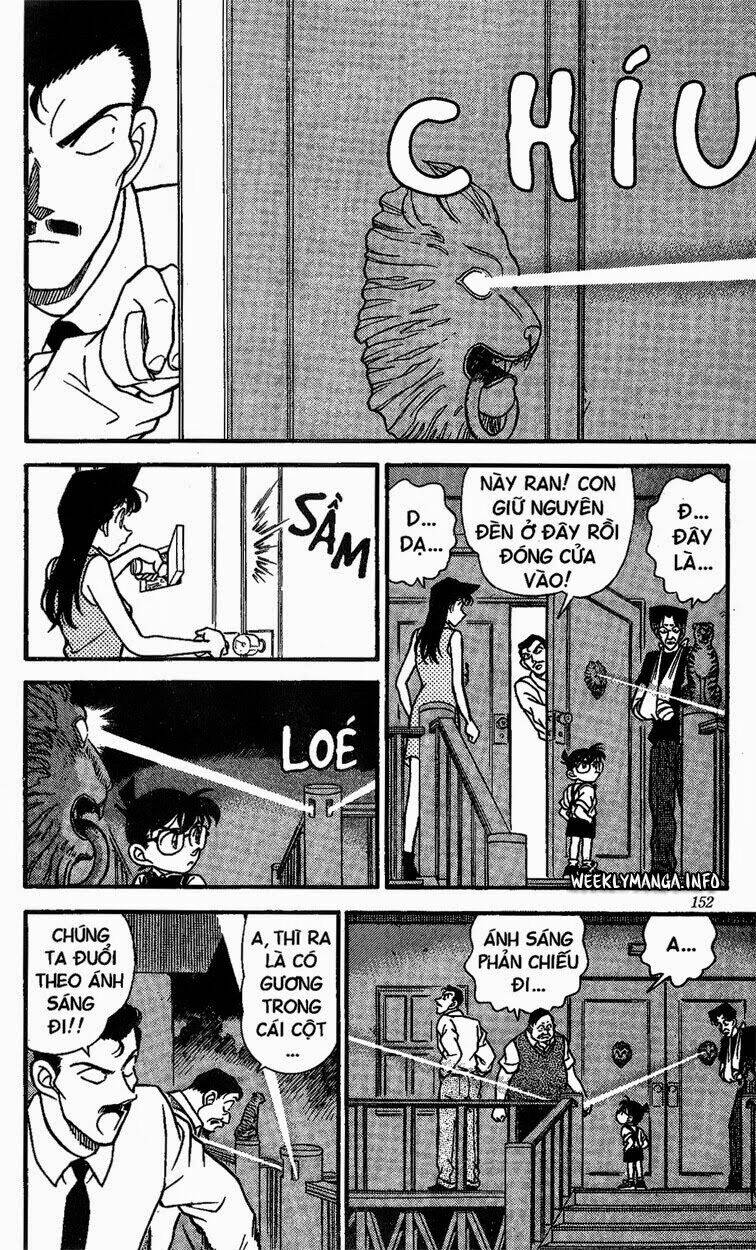 CHÍU
Đ...
ĐÂY
LÀ...
NÀY RAN! CON
GIỮ NGUYÊN
ĐÈN Ở ĐÂY RỒI
ĐÓNG CỬA
VÀO!
D...
DẠ...
SẦM
LOÉ
WEEKLYMANGA.INFO
152
A...
ÁNH SÁNG
PHẢN CHIẾU
ĐI...
A, THÌ RA
LÀ CÓ
GƯƠNG
TRONG
CÁI CỘT
...
CHÚNG
TA ĐUỔI
THEO ÁNH
SÁNG
ĐI!!